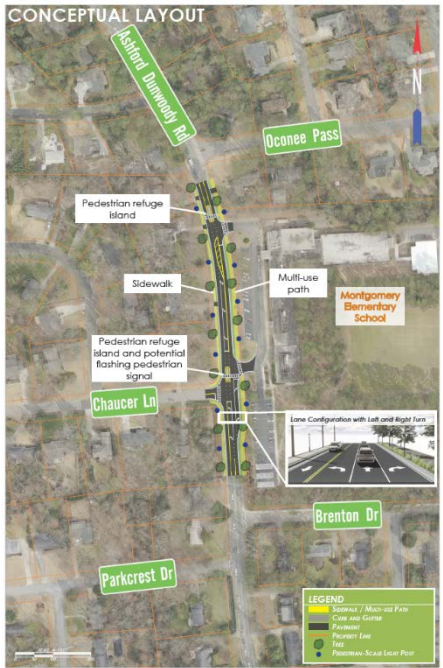 CONCEPTUAL LAYOUT
Ashford
Dunwoody Rd
N
Oconee Pass
Pedestrian refuge
island
Sidewalk
Multi-use
path
Montgomery
Elementary
School
Pedestrian refuge
island and potential
flashing pedestrian
signal
Chaucer Ln
Lane Configuration with Left and Right Turn
Brenton Dr
Parkcrest Dr
LEGEND
SIDEWALK / MULTI-USE PATH
CURB AND GUTTER
PAVEMENT
PROPERTY LINE
TREE
PEDESTRIAN-SCALE LIGHT POST